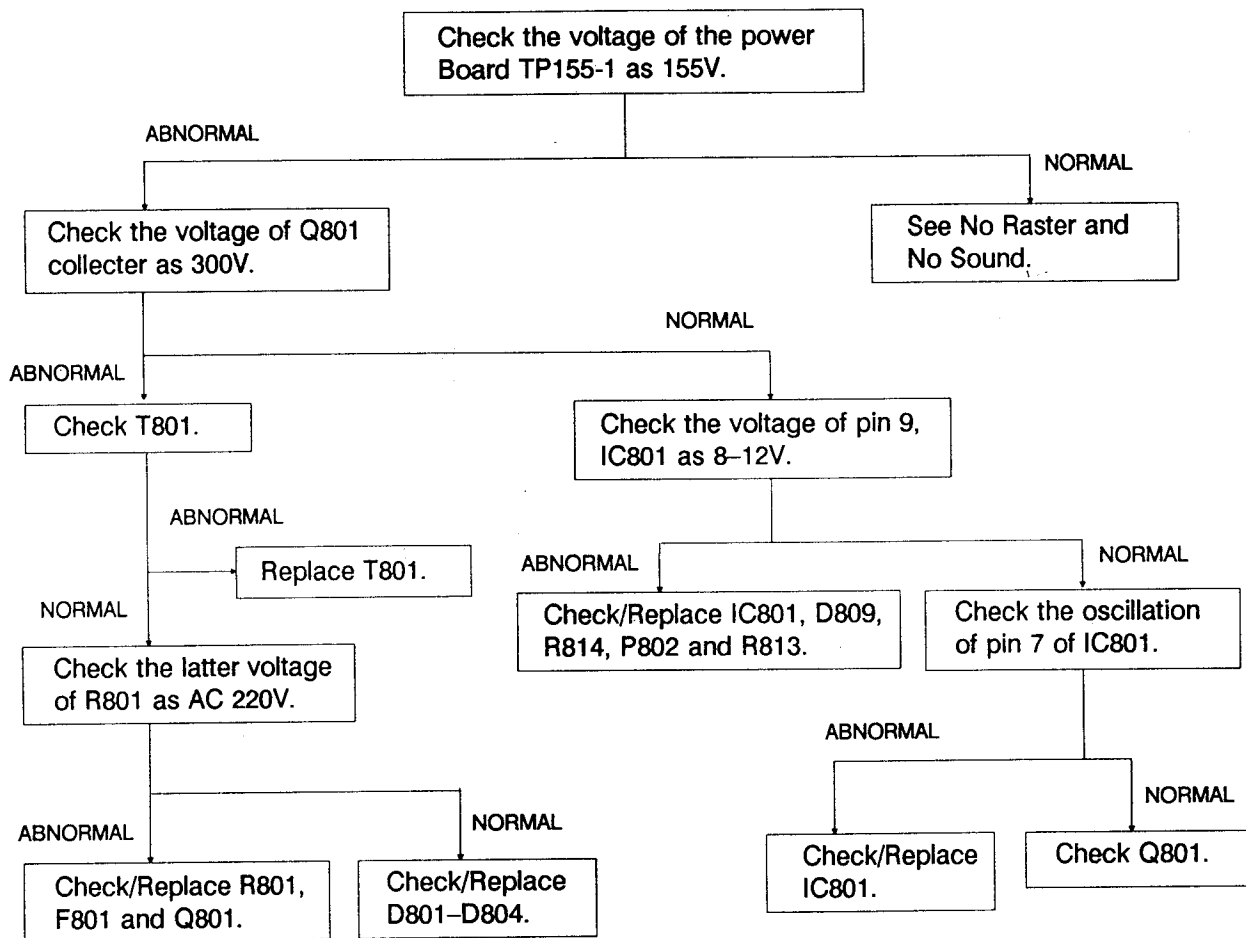 Check the voltage of the power
Board TP155-1 as 155V.
ABNORMAL
NORMAL
Check the voltage of Q801
collecter as 300V.
See No Raster and
No Sound.
NORMAL
ABNORMAL
Check T801.
Check the voltage of pin 9,
IC801 as 8–12V.
ABNORMAL
Replace T801.
ABNORMAL
NORMAL
NORMAL
Check/Replace IC801, D809,
R814, P802 and R813.
Check the oscillation
of pin 7 of IC801.
Check the latter voltage
of R801 as AC 220V.
ABNORMAL
NORMAL
ABNORMAL
NORMAL
Check/Replace R801,
F801 and Q801.
Check/Replace
D801–D804.
Check/Replace
IC801.
Check Q801.